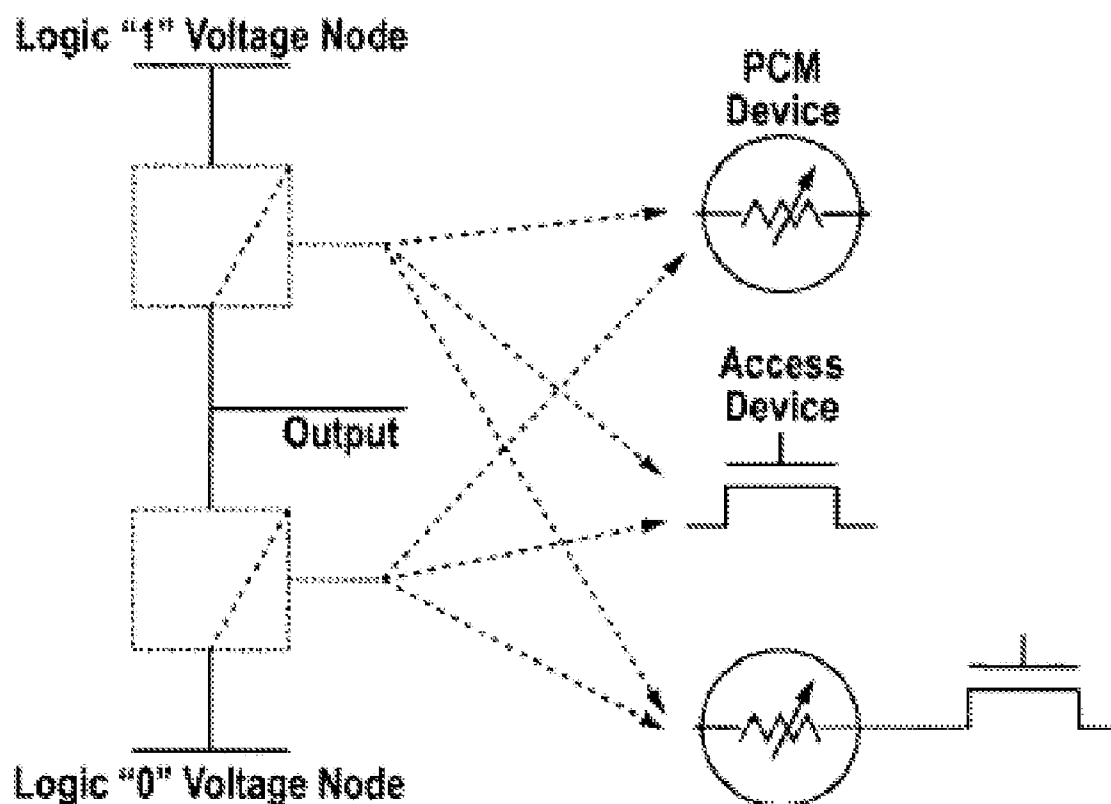 Logic “1” Voltage Node
PCM
Device
Access
Device
Output
Logic “0” Voltage Node